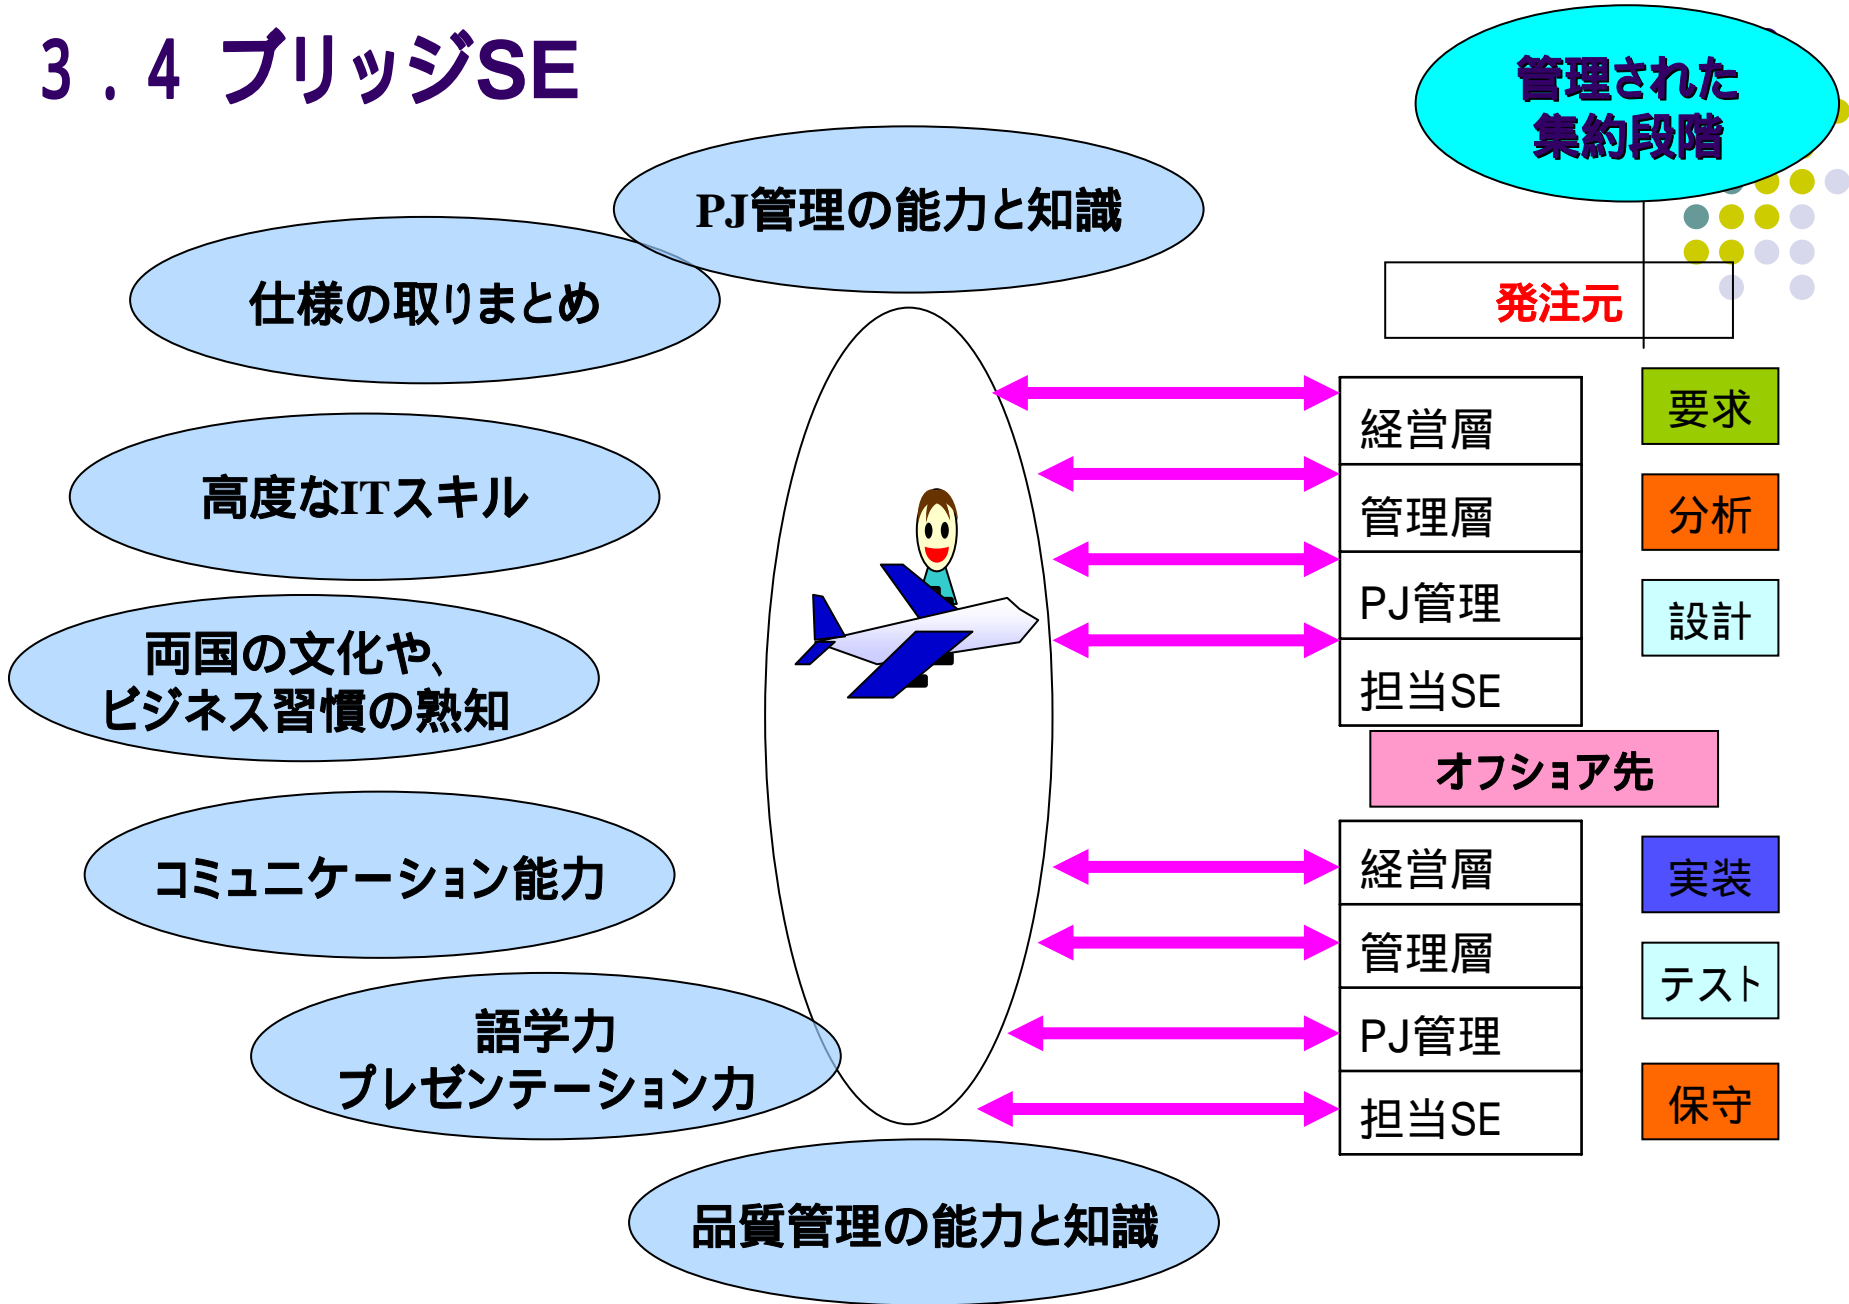 ３．４ ブリッジSE
管理された
集約段階
PJ管理の能力と知識
仕様の取りまとめ
高度なITスキル
両国の文化や、
ビジネス習慣の熟知
コミュニケーション能力
語学力
プレゼンテーション力
品質管理の能力と知識
発注元
経営層
管理層
PJ管理
担当SE
要求
分析
設計
オフショア先
経営層
管理層
PJ管理
担当SE
実装
テスト
保守